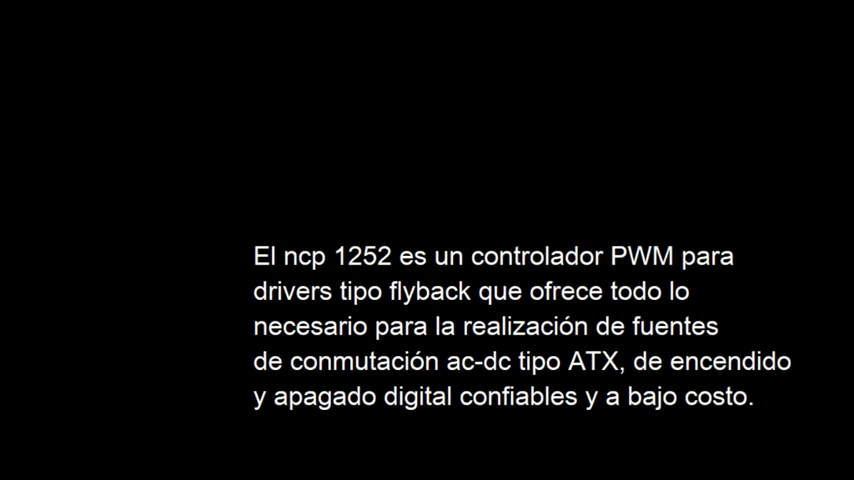 El ncp 1252 es un controlador PWM para
drivers tipo flyback que ofrece todo lo
necesario para la realización de fuentes
de conmutación ac-dc tipo ATX, de encendido
y apagado digital confiables y a bajo costo.